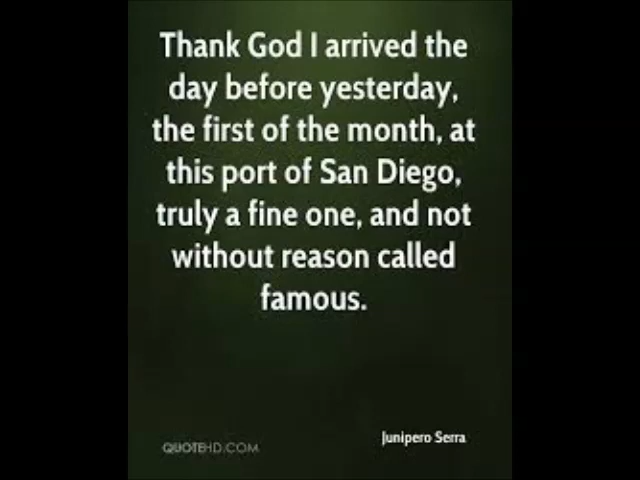 Thank God I arrived the
day before yesterday,
the first of the month, at
this port of San Diego,
truly a fine one, and not
without reason called
famous.
Junipero Serra
QUOTEHD.COM